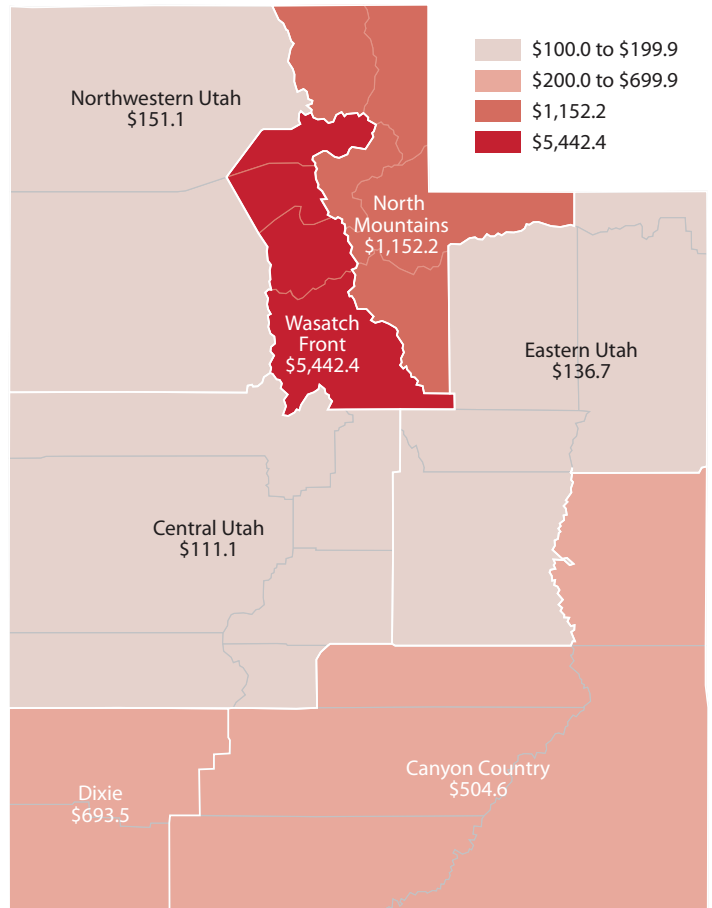 $100.0 to $199.9
$200.0 to $699.9
$1,152.2
$5,442.4
Northwestern Utah
$151.1
North
Mountains
$1,152.2
Wasatch
Front
$5,442.4
Eastern Utah
$136.7
Central Utah
$111.1
Dixie
$693.5
Canyon Country
$504.6